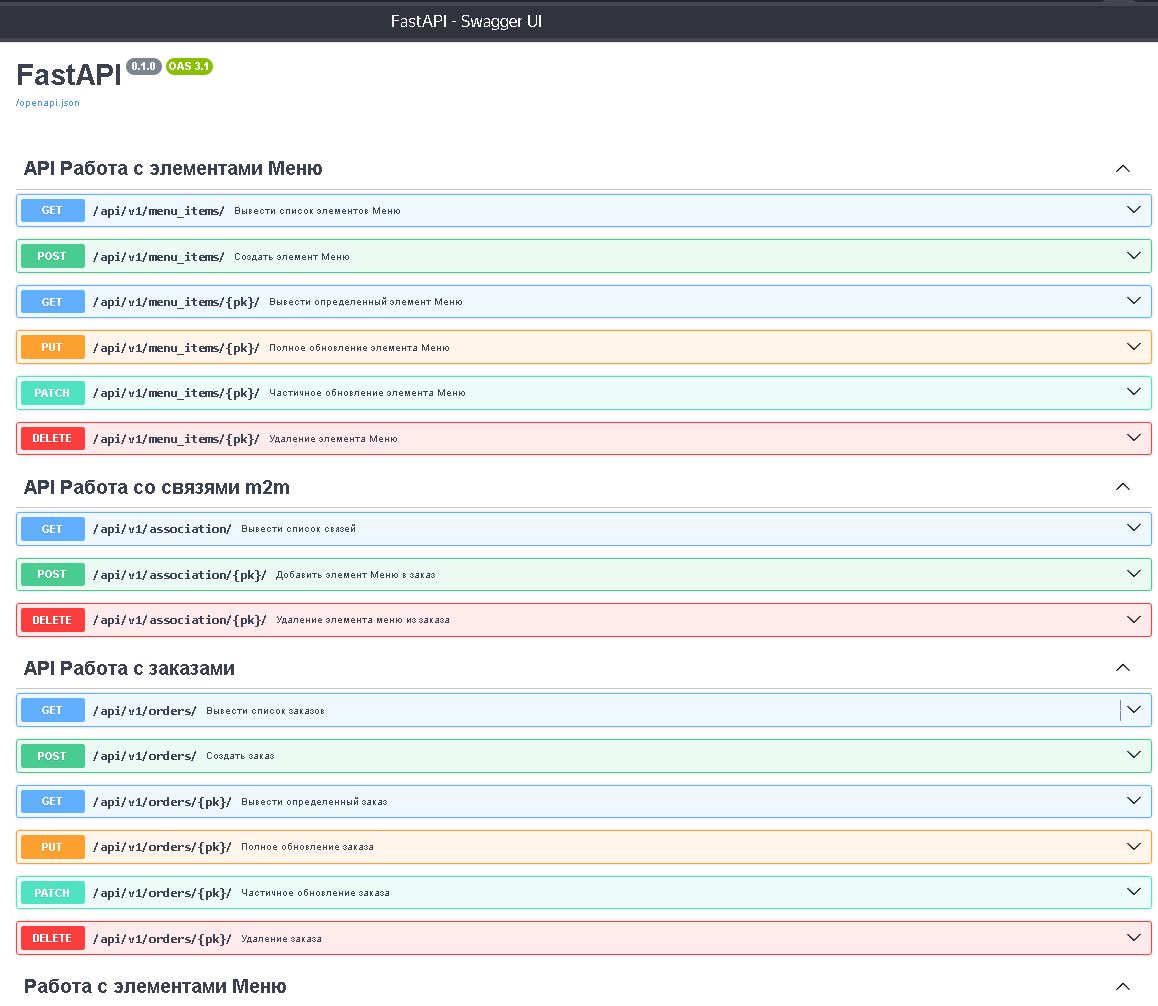 FastAPI - Swagger UI
FastAPI 0.1.0 OAS 3.1
/openapi.json
API Работа с элементами Меню
GET /api/v1/menu_items/ Вывести список элементов Меню
POST /api/v1/menu_items/ Создать элемент Меню
GET /api/v1/menu_items/{pk}/ Вывести определенный элемент Меню
PUT /api/v1/menu_items/{pk}/ Полное обновление элемента Меню
PATCH /api/v1/menu_items/{pk}/ Частичное обновление элемента Меню
DELETE /api/v1/menu_items/{pk}/ Удаление элемента Меню
API Работа со связями m2m
GET /api/v1/association/ Вывести список связей
POST /api/v1/association/{pk}/ Добавить элемент Меню в заказ
DELETE /api/v1/association/{pk}/ Удаление элемента меню из заказа
API Работа с заказами
GET /api/v1/orders/ Вывести список заказов
POST /api/v1/orders/ Создать заказ
GET /api/v1/orders/{pk}/ Вывести определенный заказ
PUT /api/v1/orders/{pk}/ Полное обновление заказа
PATCH /api/v1/orders/{pk}/ Частичное обновление заказа
DELETE /api/v1/orders/{pk}/ Удаление заказа
Работа с элементами Меню